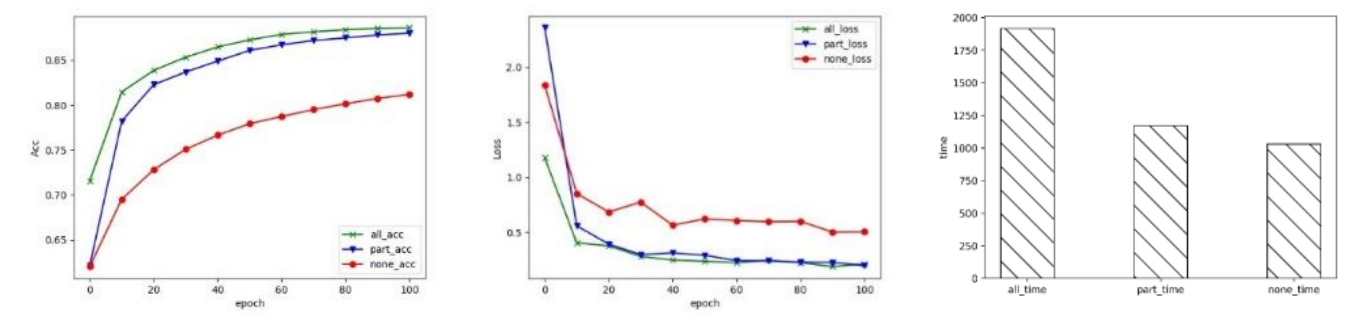 0.85
0.80
0.75
0.70
0.65
Acc
0 20 40 60 80 100
epoch
all_acc
part_acc
none_acc
2.0
1.5
1.0
0.5
Loss
0 20 40 60 80 100
epoch
all_loss
part_loss
none_loss
2000
1750
1500
1250
1000
750
500
250
0
time
all_time part_time none_time